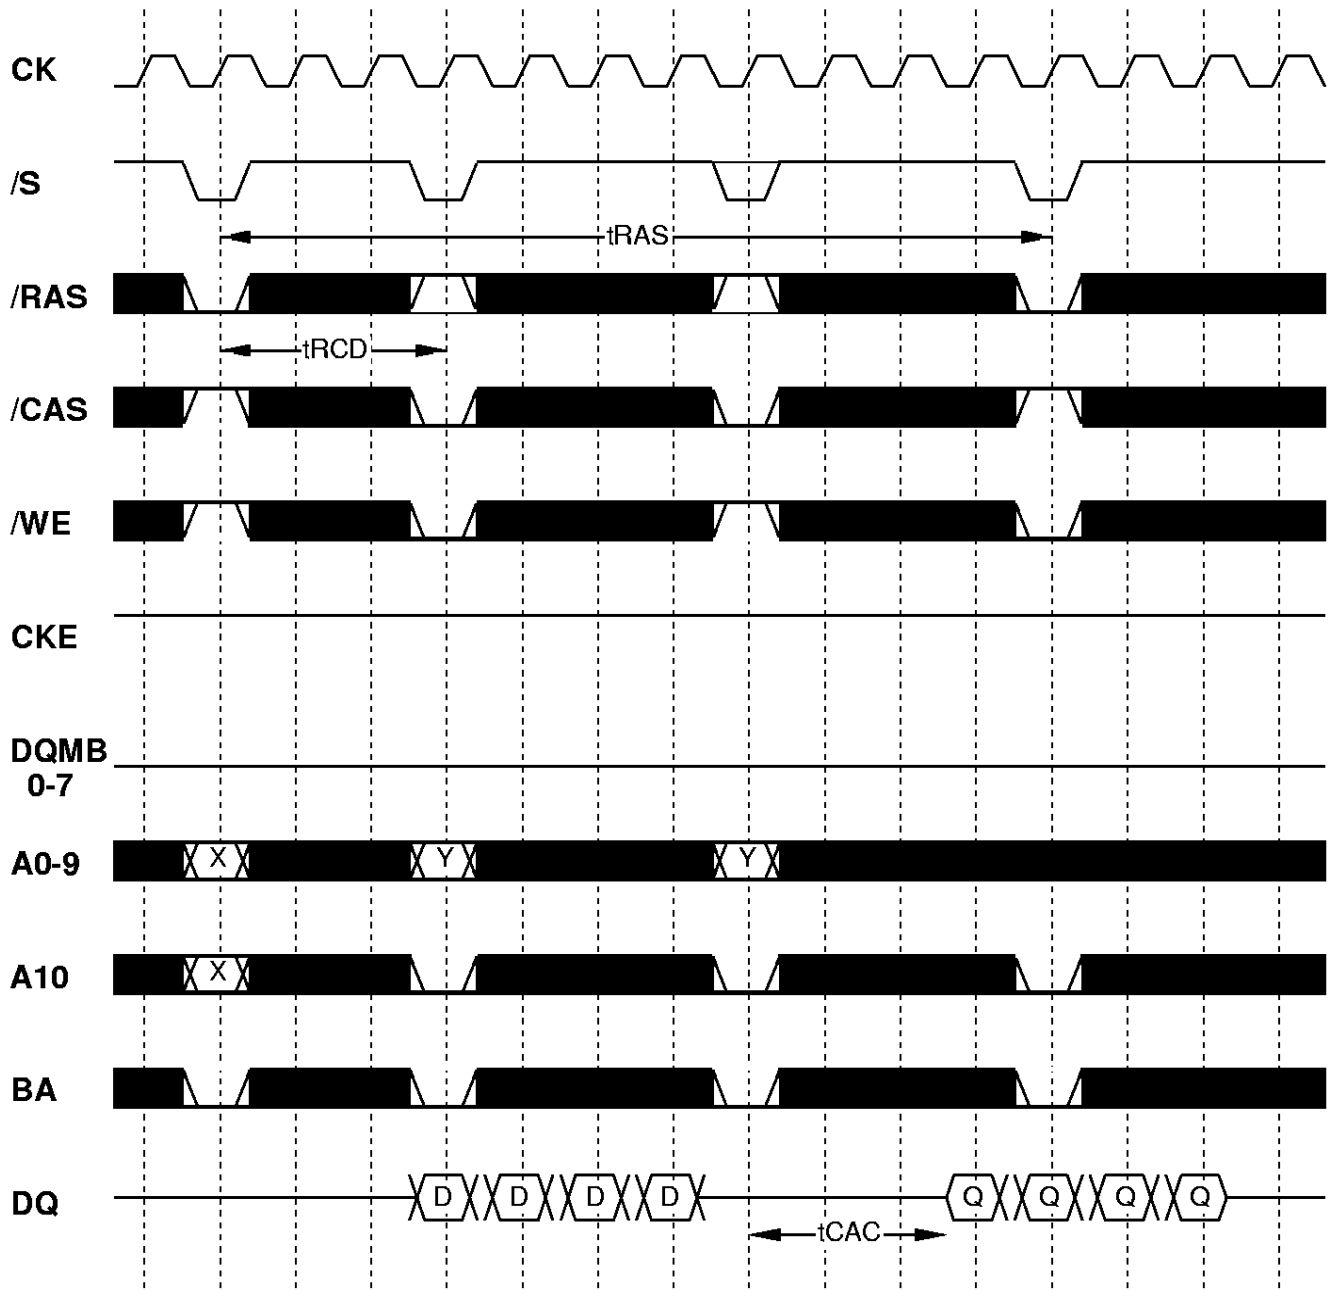 CK
/S
tRAS
/RAS
tRCD
/CAS
/WE
CKE
DQMB
0-7
A0-9 X Y Y
A10 X
BA
DQ D D D D Q Q Q Q
tCAC